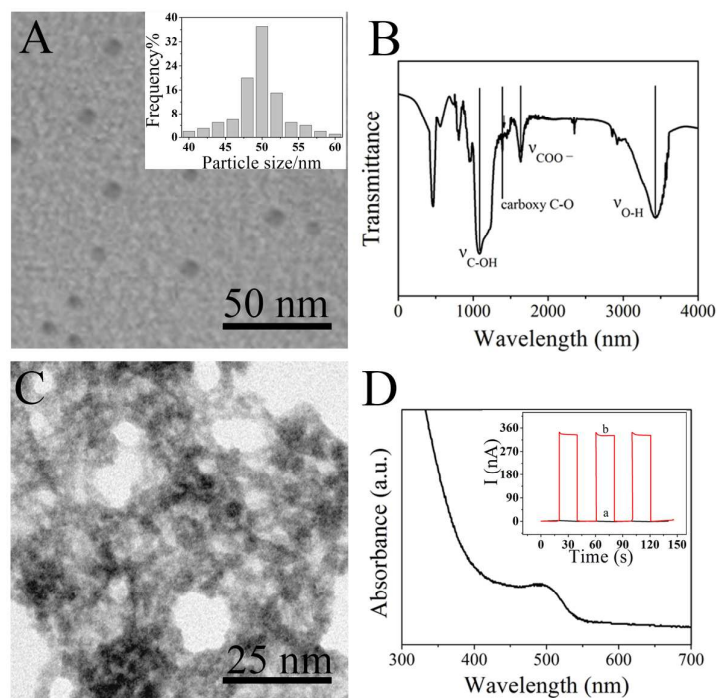 A
Frequency%
40
32
24
16
8
0
40 45 50 55 60
Particle size/nm
50 nm
B
Transmittance
νCOO −
carboxy C-O
νO-H
νC-OH
0 1000 2000 3000 4000
Wavelength (nm)
C
25 nm
D
Absorbance (a.u.)
I (nA)
360
270
180
90
0
b
a
0 30 60 90 120 150
Time (s)
300 400 500 600 700
Wavelength (nm)